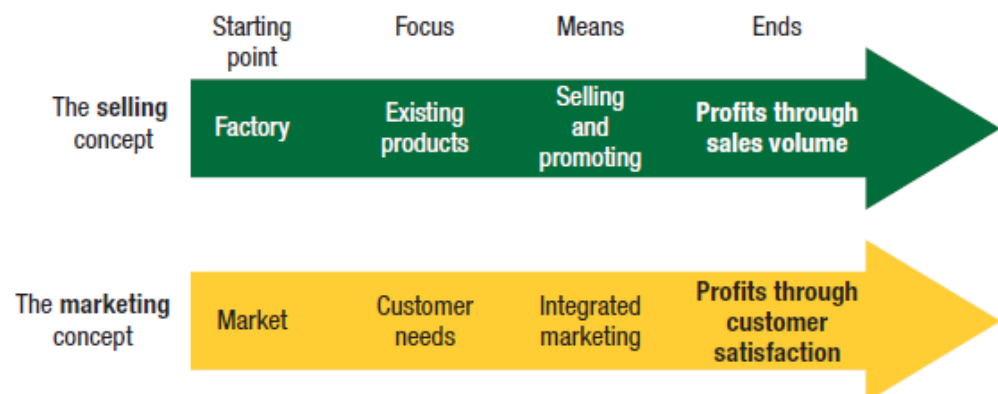 Starting
point
Focus
Means
Ends
The selling
concept
Factory
Existing
products
Selling
and
promoting
Profits through
sales volume
The marketing
concept
Market
Customer
needs
Integrated
marketing
Profits through
customer
satisfaction